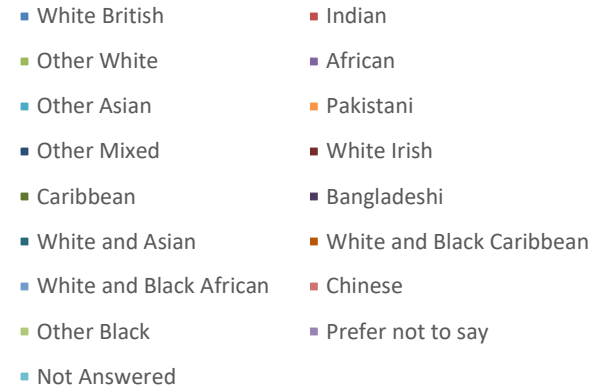 White British Indian
Other White African
Other Asian Pakistani
Other Mixed White Irish
Caribbean Bangladeshi
White and Asian White and Black Caribbean
White and Black African Chinese
Other Black Prefer not to say
Not Answered